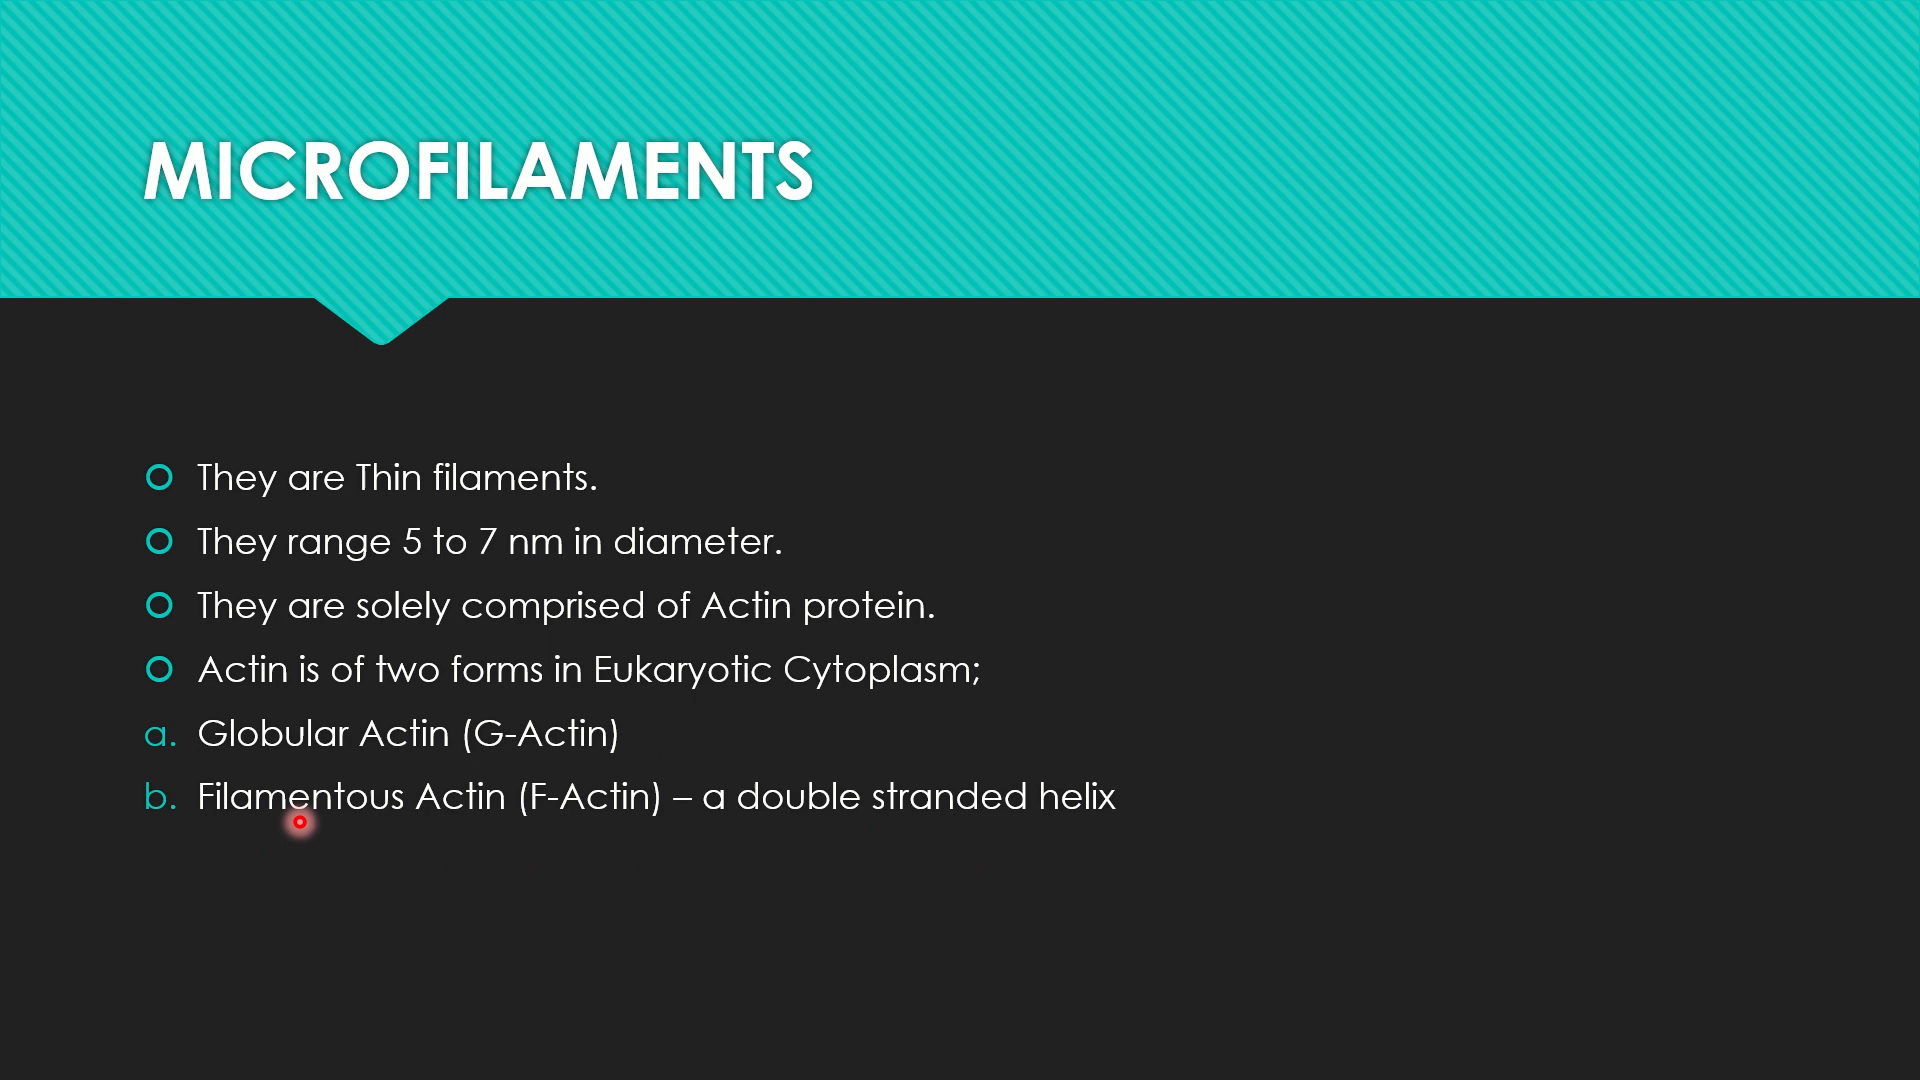 MICROFILAMENTS
They are Thin filaments.
They range 5 to 7 nm in diameter.
They are solely comprised of Actin protein.
Actin is of two forms in Eukaryotic Cytoplasm;
a. Globular Actin (G-Actin)
b. Filamentous Actin (F-Actin) – a double stranded helix